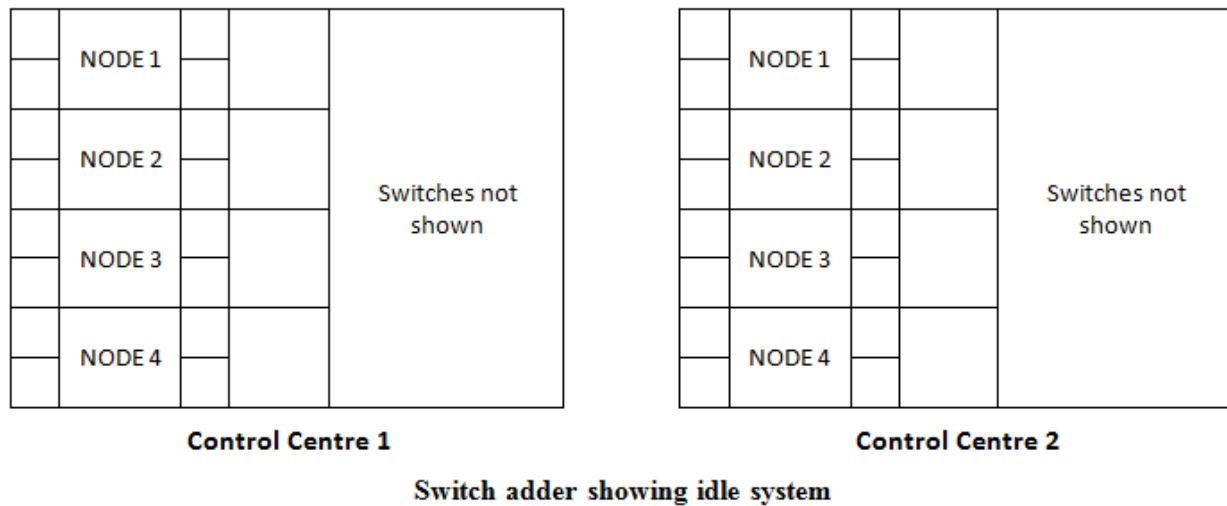 NODE 1
NODE 2
NODE 3
NODE 4
Switches not
shown
Control Centre 1
NODE 1
NODE 2
NODE 3
NODE 4
Switches not
shown
Control Centre 2
Switch adder showing idle system